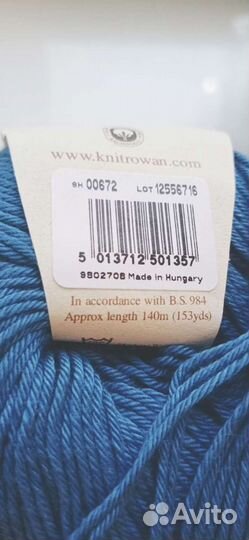 www.knitrowan.com
SH 00672 LOT 12556716
5 013712 501357
9802708 Made in Hungary
In accordance with B.S. 984
Approx length 140m (153yds)
Avito